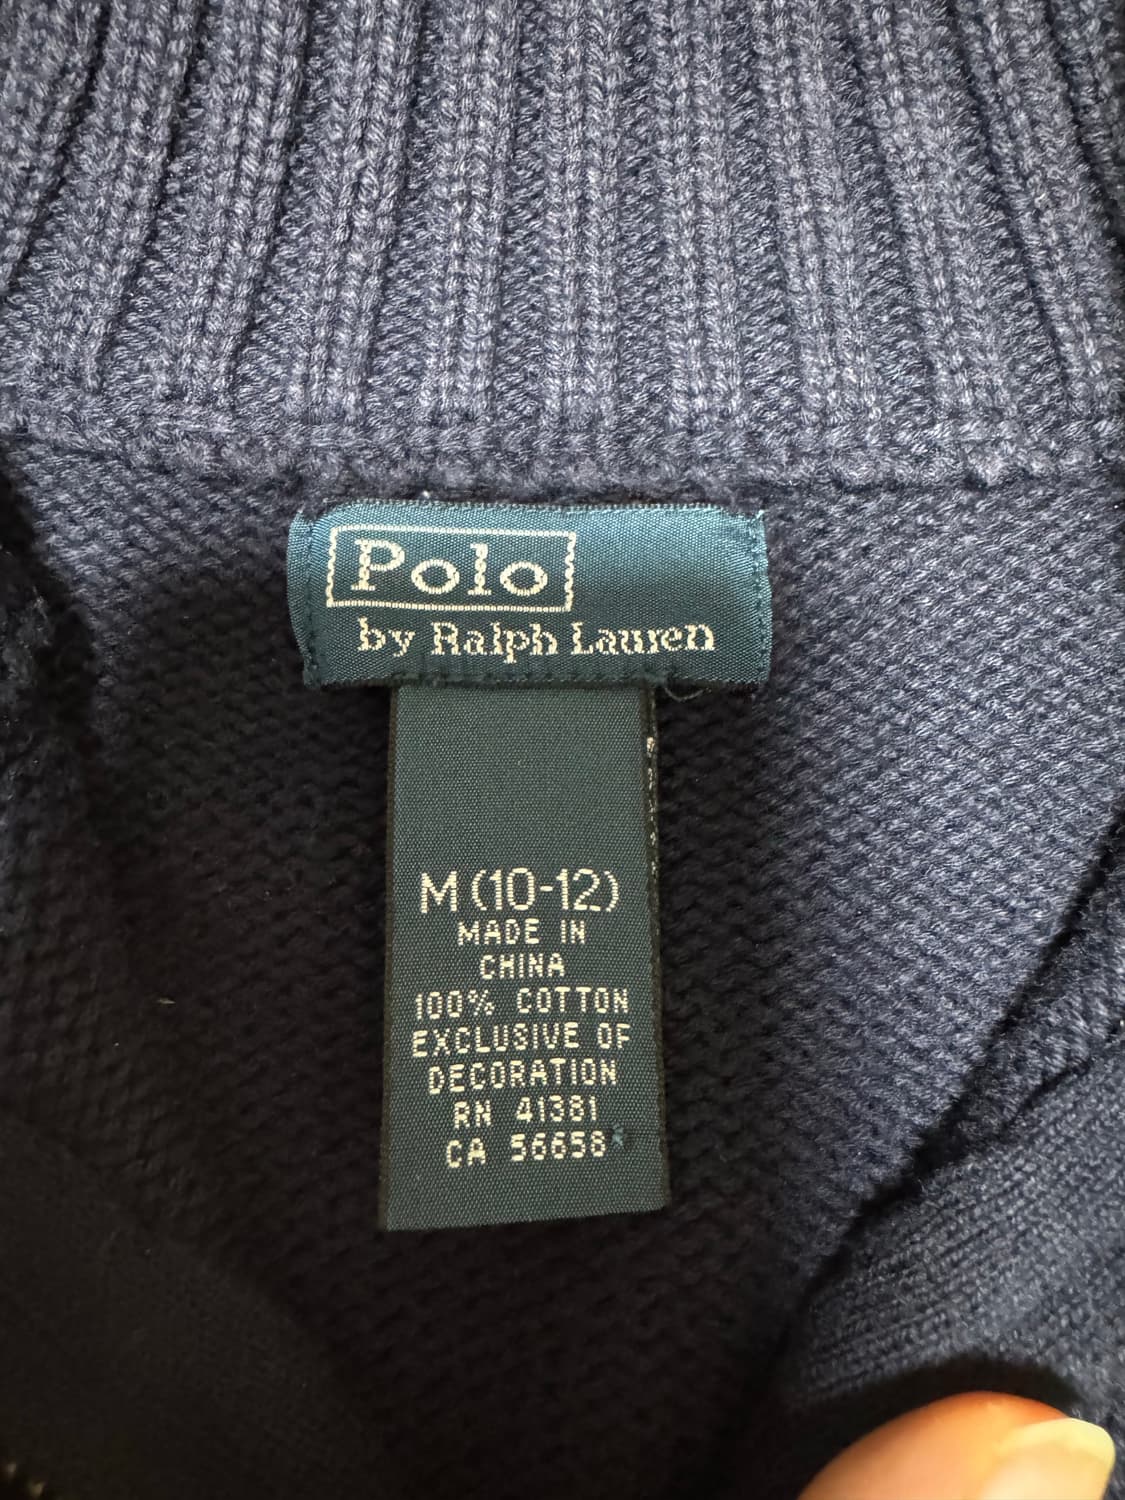 Polo
by Ralph Lauren
M (10-12)
MADE IN
CHINA
100% COTTON
EXCLUSIVE OF
DECORATION
RN 41381
CA 56658